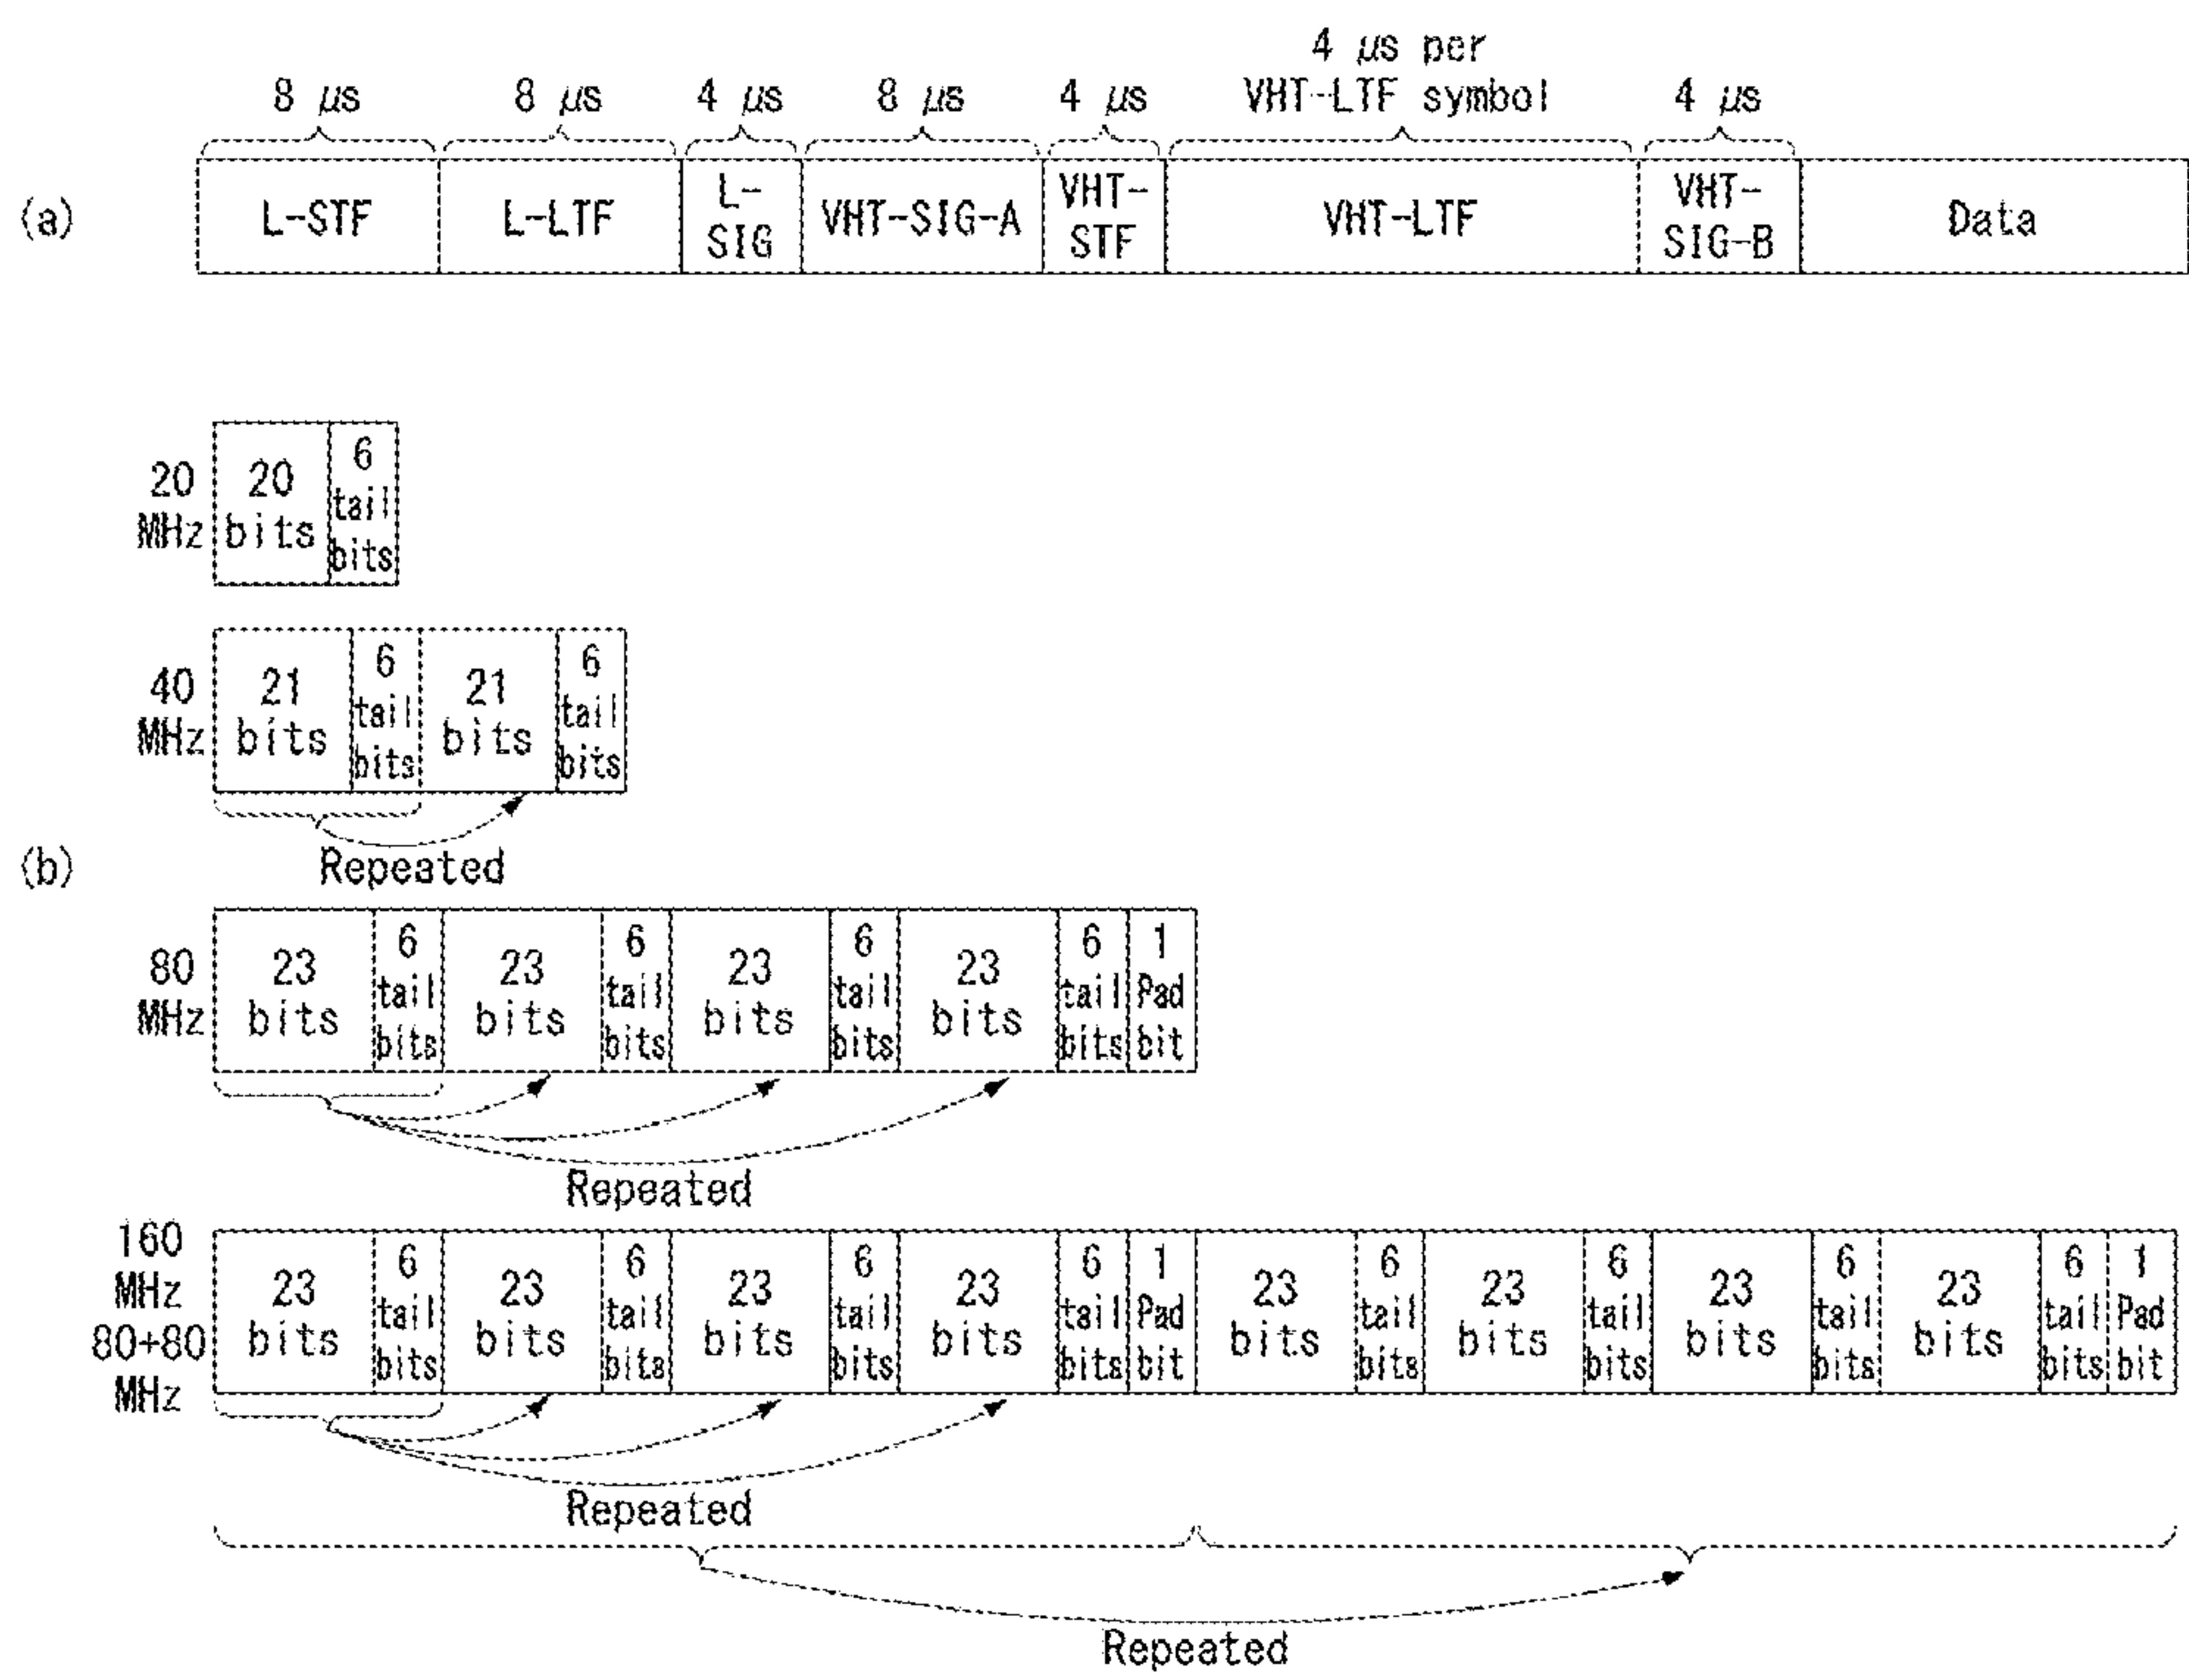 4 μs per
8 μs 8 μs 4 μs 8 μs 4 μs VHT-LTF symbol 4 μs
(a) L-STF L-LTF L-SIG VHT-SIG-A VHT-STF VHT-LTF VHT-SIG-B Data
20 MHz 20 bits 6 tail bits
40 MHz 21 bits 6 tail bits 21 bits 6 tail bits
Repeated
(b)
80 MHz 23 bits 6 tail bits 23 bits 6 tail bits 23 bits 6 tail bits 23 bits 6 tail bits 1 Pad bit
Repeated
160 MHz 80+80 MHz 23 bits 6 tail bits 23 bits 6 tail bits 23 bits 6 tail bits 23 bits 6 tail bits 1 Pad bit 23 bits 6 tail bits 23 bits 6 tail bits 23 bits 6 tail bits 23 bits 6 tail bits 1 Pad bit
Repeated
Repeated